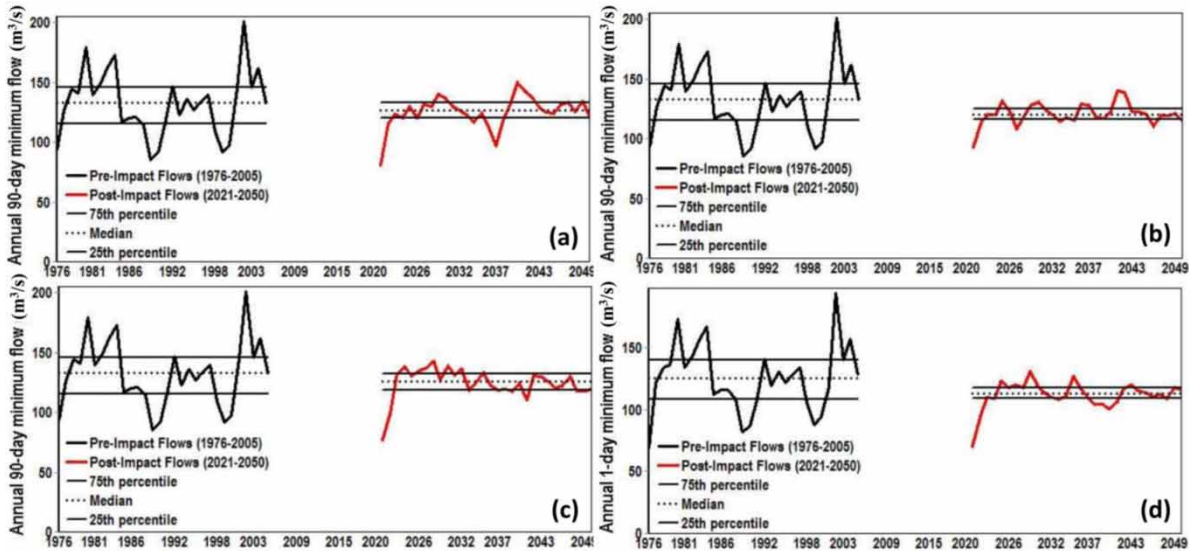 Annual 90-day minimum flow (m³/s)
200
150
100
50
0
Pre-Impact Flows (1976-2005)
Post-Impact Flows (2021-2050)
75th percentile
Median
25th percentile
(a)
1976 1981 1986 1992 1998 2003 2009 2015 2020 2026 2032 2037 2043 2049
Annual 90-day minimum flow (m³/s)
200
150
100
50
0
Pre-Impact Flows (1976-2005)
Post-Impact Flows (2021-2050)
75th percentile
Median
25th percentile
(b)
1976 1981 1986 1992 1998 2003 2009 2015 2020 2026 2032 2037 2043 2049
Annual 90-day minimum flow (m³/s)
200
150
100
50
0
Pre-Impact Flows (1976-2005)
Post-Impact Flows (2021-2050)
75th percentile
Median
25th percentile
(c)
1976 1981 1986 1992 1998 2003 2009 2015 2020 2026 2032 2037 2043 2049
Annual 1-day minimum flow (m³/s)
150
100
50
0
Pre-Impact Flows (1976-2005)
Post-Impact Flows (2021-2050)
75th percentile
Median
25th percentile
(d)
1976 1981 1986 1992 1998 2003 2009 2015 2020 2026 2032 2037 2043 2049